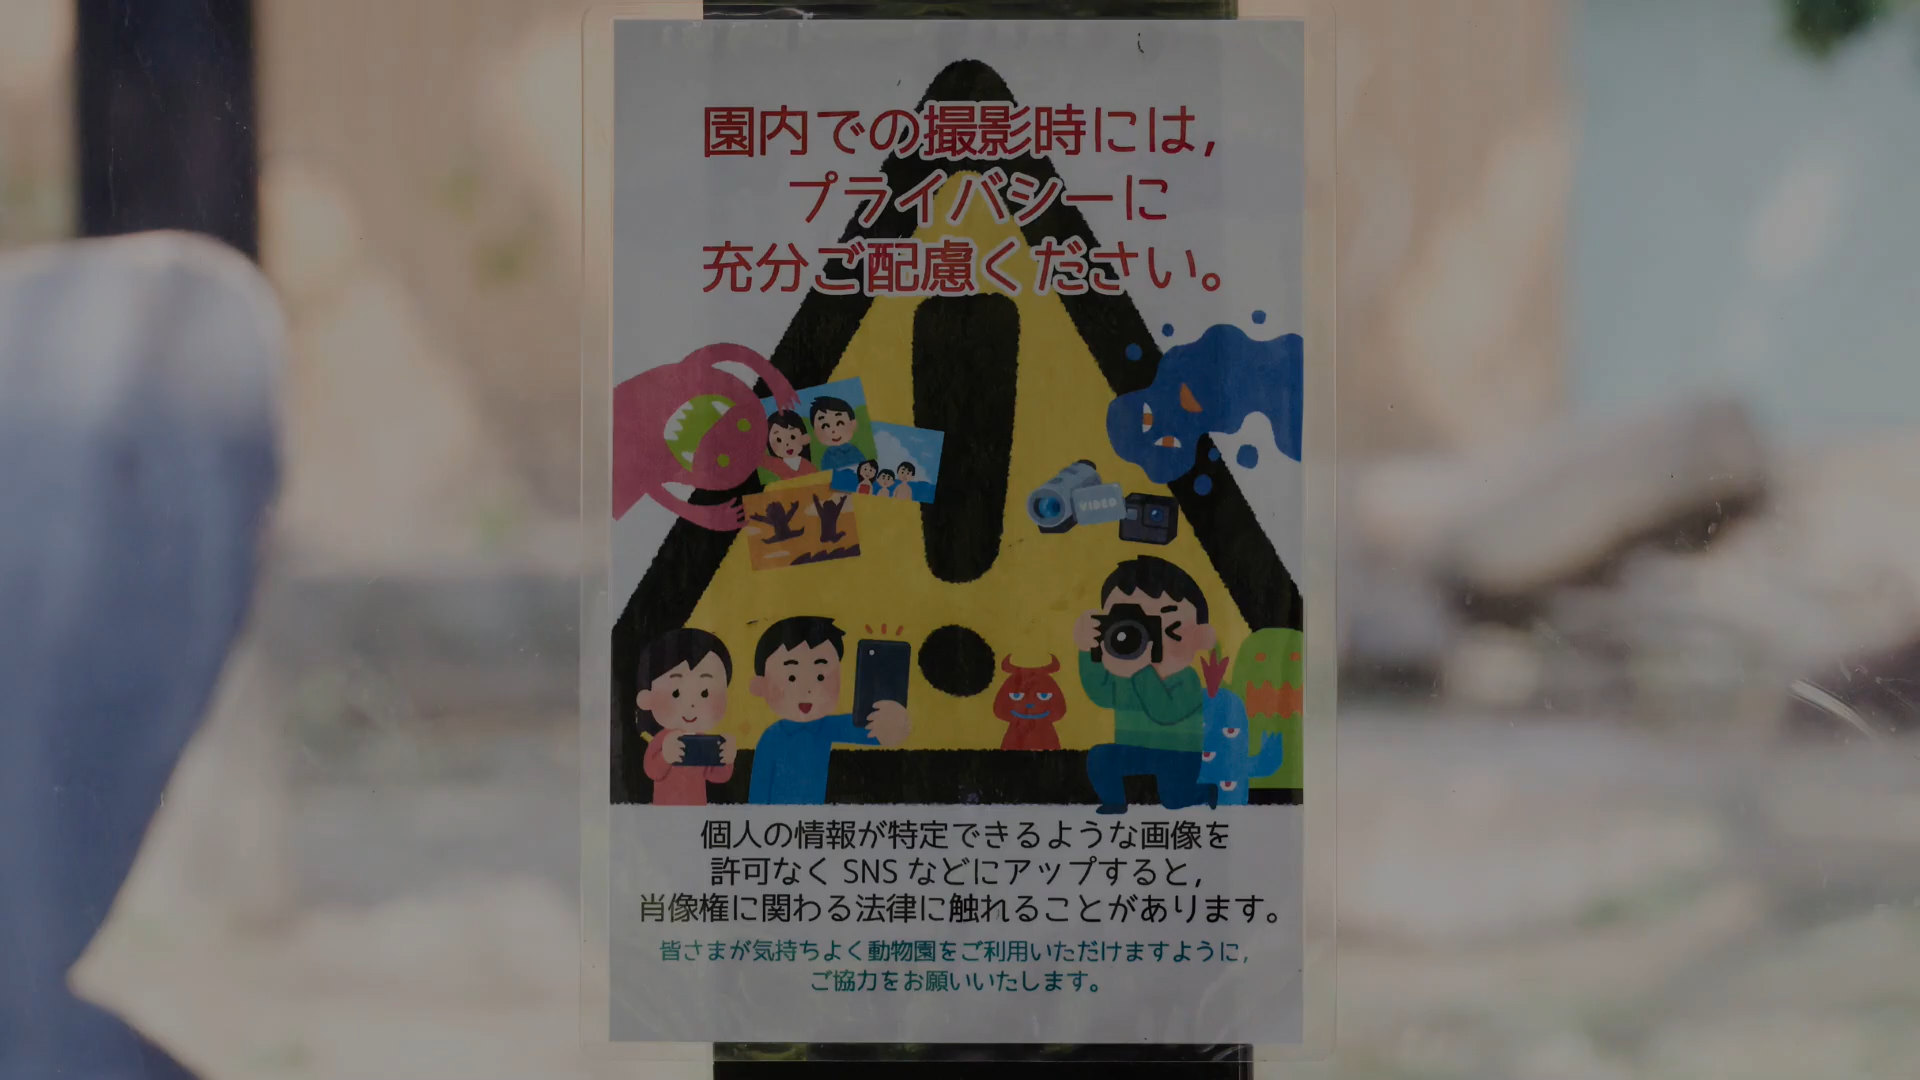 園内での撮影時には,
プライバシーに
充分ご配慮ください。
VIDEO
個人の情報が特定できるような画像を
許可なく SNS などにアップすると,
肖像権に関わる法律に触れることがあります。
皆さまが気持ちよく動物園をご利用いただけますように,
ご協力をお願いいたします。